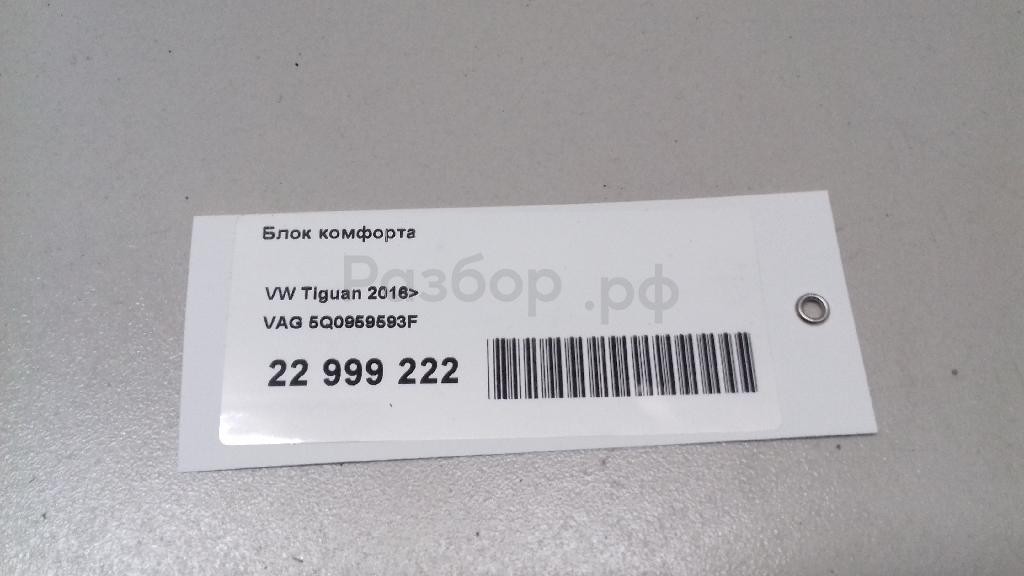 Блок комфорта
Разбор.рф
VW Tiguan 2016>
VAG 5Q0959593F
22 999 222